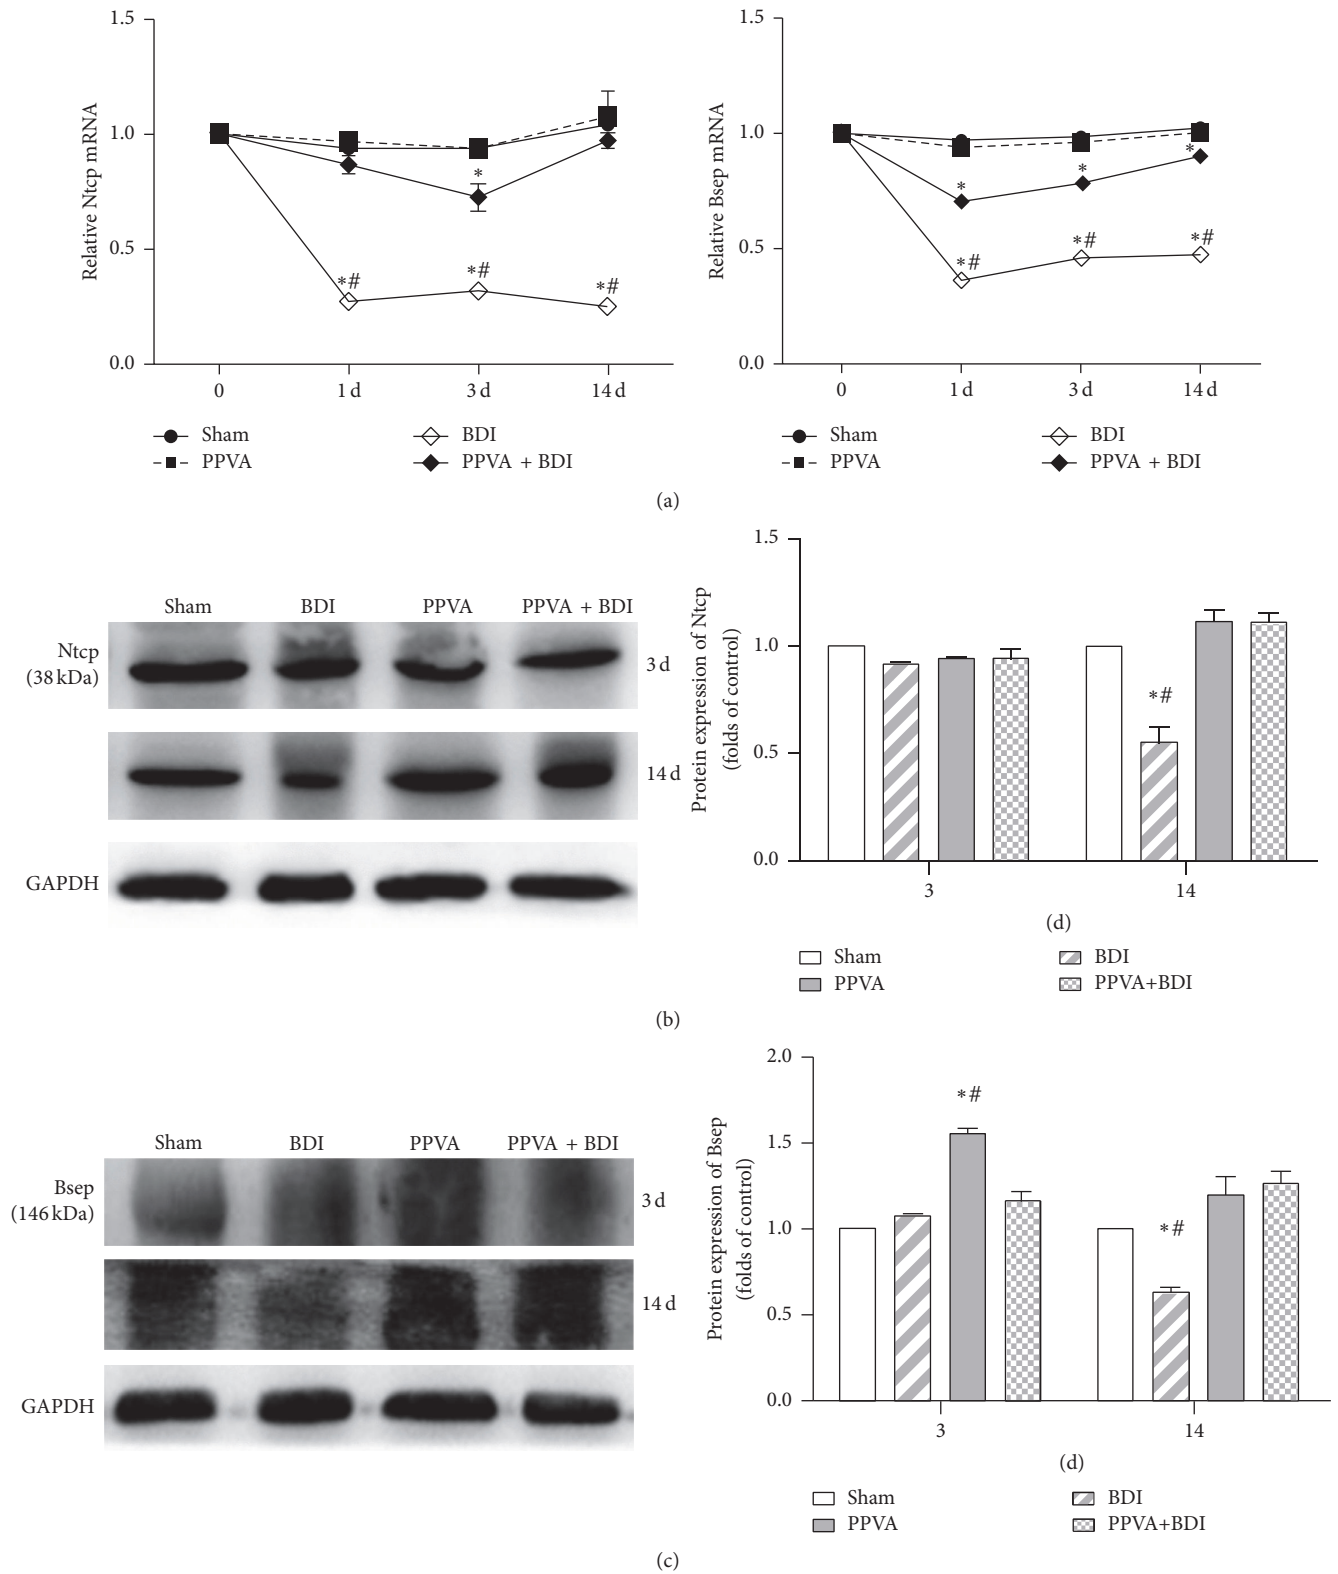 1.5
1.0
0.5
0.0
Relative Ntcp mRNA
*
*# *# *#
0 1 d 3 d 14 d
Sham BDI
PPVA PPVA + BDI
1.5
1.0
0.5
0.0
Relative Bsep mRNA
* * *
*# *# *#
0 1 d 3 d 14 d
Sham BDI
PPVA PPVA + BDI
(a)
Sham BDI PPVA PPVA + BDI
Ntcp
(38 kDa)
3 d
14 d
GAPDH
1.5
1.0
0.5
0.0
Protein expression of Ntcp
(folds of control)
*#
3 14
(d)
Sham BDI
PPVA PPVA+BDI
(b)
Sham BDI PPVA PPVA + BDI
Bsep
(146 kDa)
3 d
14 d
GAPDH
2.0
1.5
1.0
0.5
0.0
Protein expression of Bsep
(folds of control)
*#
*#
3 14
(d)
Sham BDI
PPVA PPVA+BDI
(c)